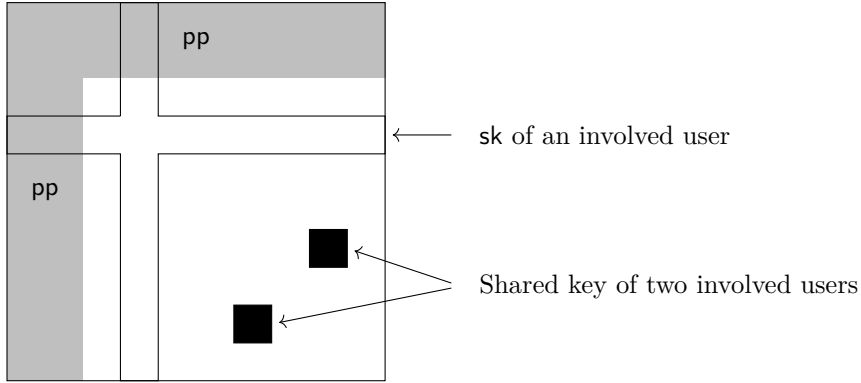 pp
sk of an involved user
pp
Shared key of two involved users